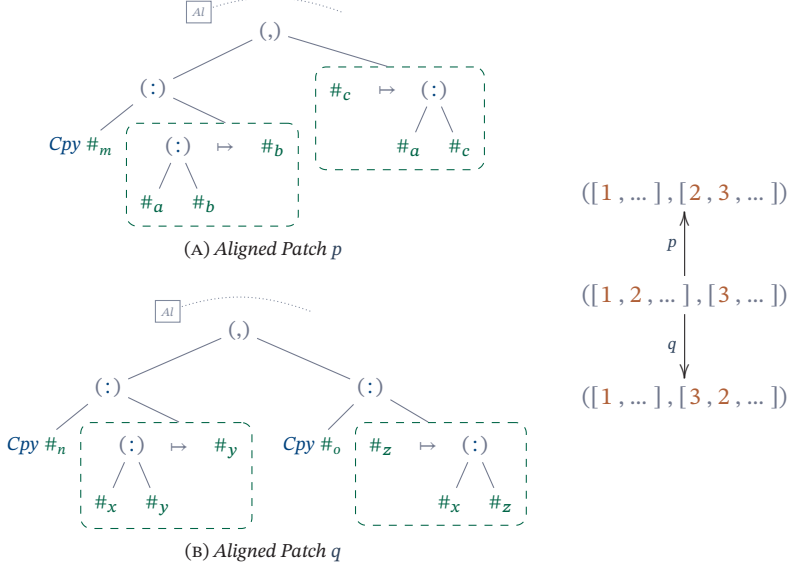 Al
(,)
(:) #c ↦ (:)
Cpy #m (:) ↦ #b #a #c
#a #b
(A) Aligned Patch p
Al
(,)
(:) (:)
Cpy #n (:) ↦ #y Cpy #o #z ↦ (:)
#x #y #x #z
(B) Aligned Patch q
([1 , ... ] , [2 , 3 , ... ])
p
([1 , 2 , ... ] , [3 , ... ])
q
([1 , ... ] , [3 , 2 , ... ])